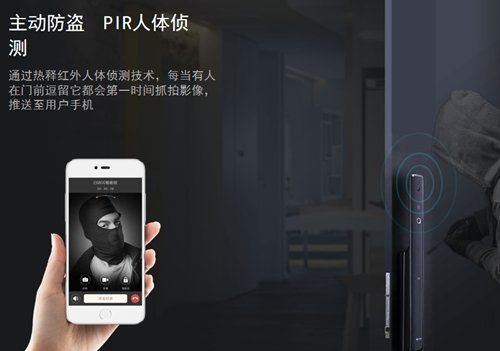 主动防盗 PIR人体侦
测
通过热释红外人体侦测技术，每当有人
在门前逗留它都会第一时间抓拍影像，
推送至用户手机